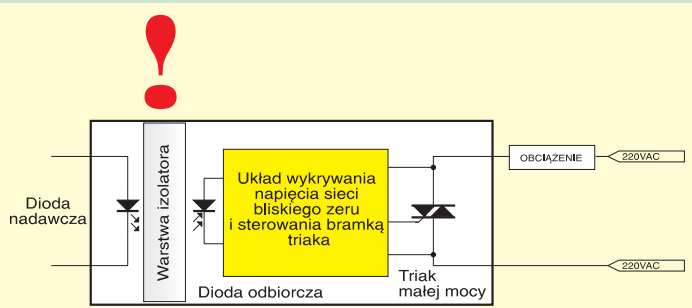 !
Dioda
nadawcza
Warstwa izolatora
Układ wykrywania
napięcia sieci
bliskiego zeru
i sterowania bramką
triaka
Dioda odbiorcza
Triak
małej mocy
OBCIĄŻENIE
220VAC
220VAC